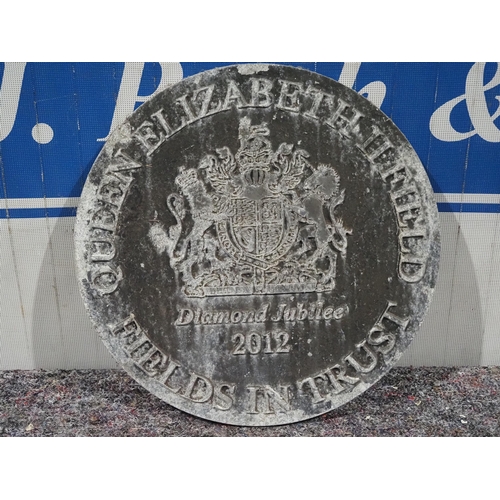 QUEEN ELIZABETH II FIELD
Diamond Jubilee
2012
FIELDS IN TRUST
J.
&